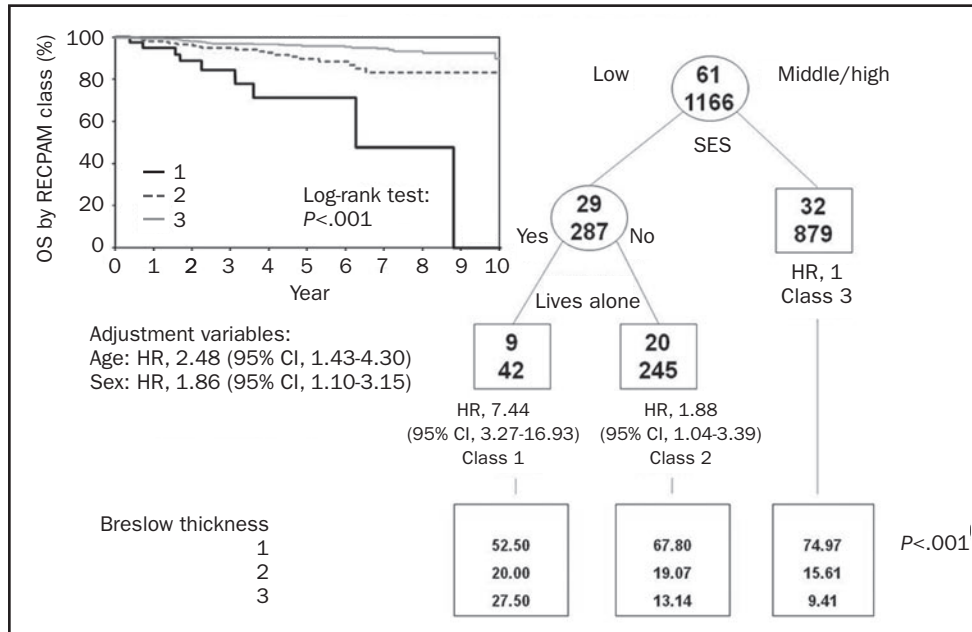 OS by RECPAM class (%)
100
80
60
40
20
0
1
2
3
Log-rank test:
P<.001
0 1 2 3 4 5 6 7 8 9 10
Year
Low
61
1166
Middle/high
SES
29
287
Yes
No
32
879
HR, 1
Class 3
Lives alone
9
42
20
245
HR, 7.44
(95% CI, 3.27-16.93)
Class 1
HR, 1.88
(95% CI, 1.04-3.39)
Class 2
Adjustment variables:
Age: HR, 2.48 (95% CI, 1.43-4.30)
Sex: HR, 1.86 (95% CI, 1.10-3.15)
Breslow thickness
1 52.50 67.80 74.97 P<.001
2 20.00 19.07 15.61
3 27.50 13.14 9.41